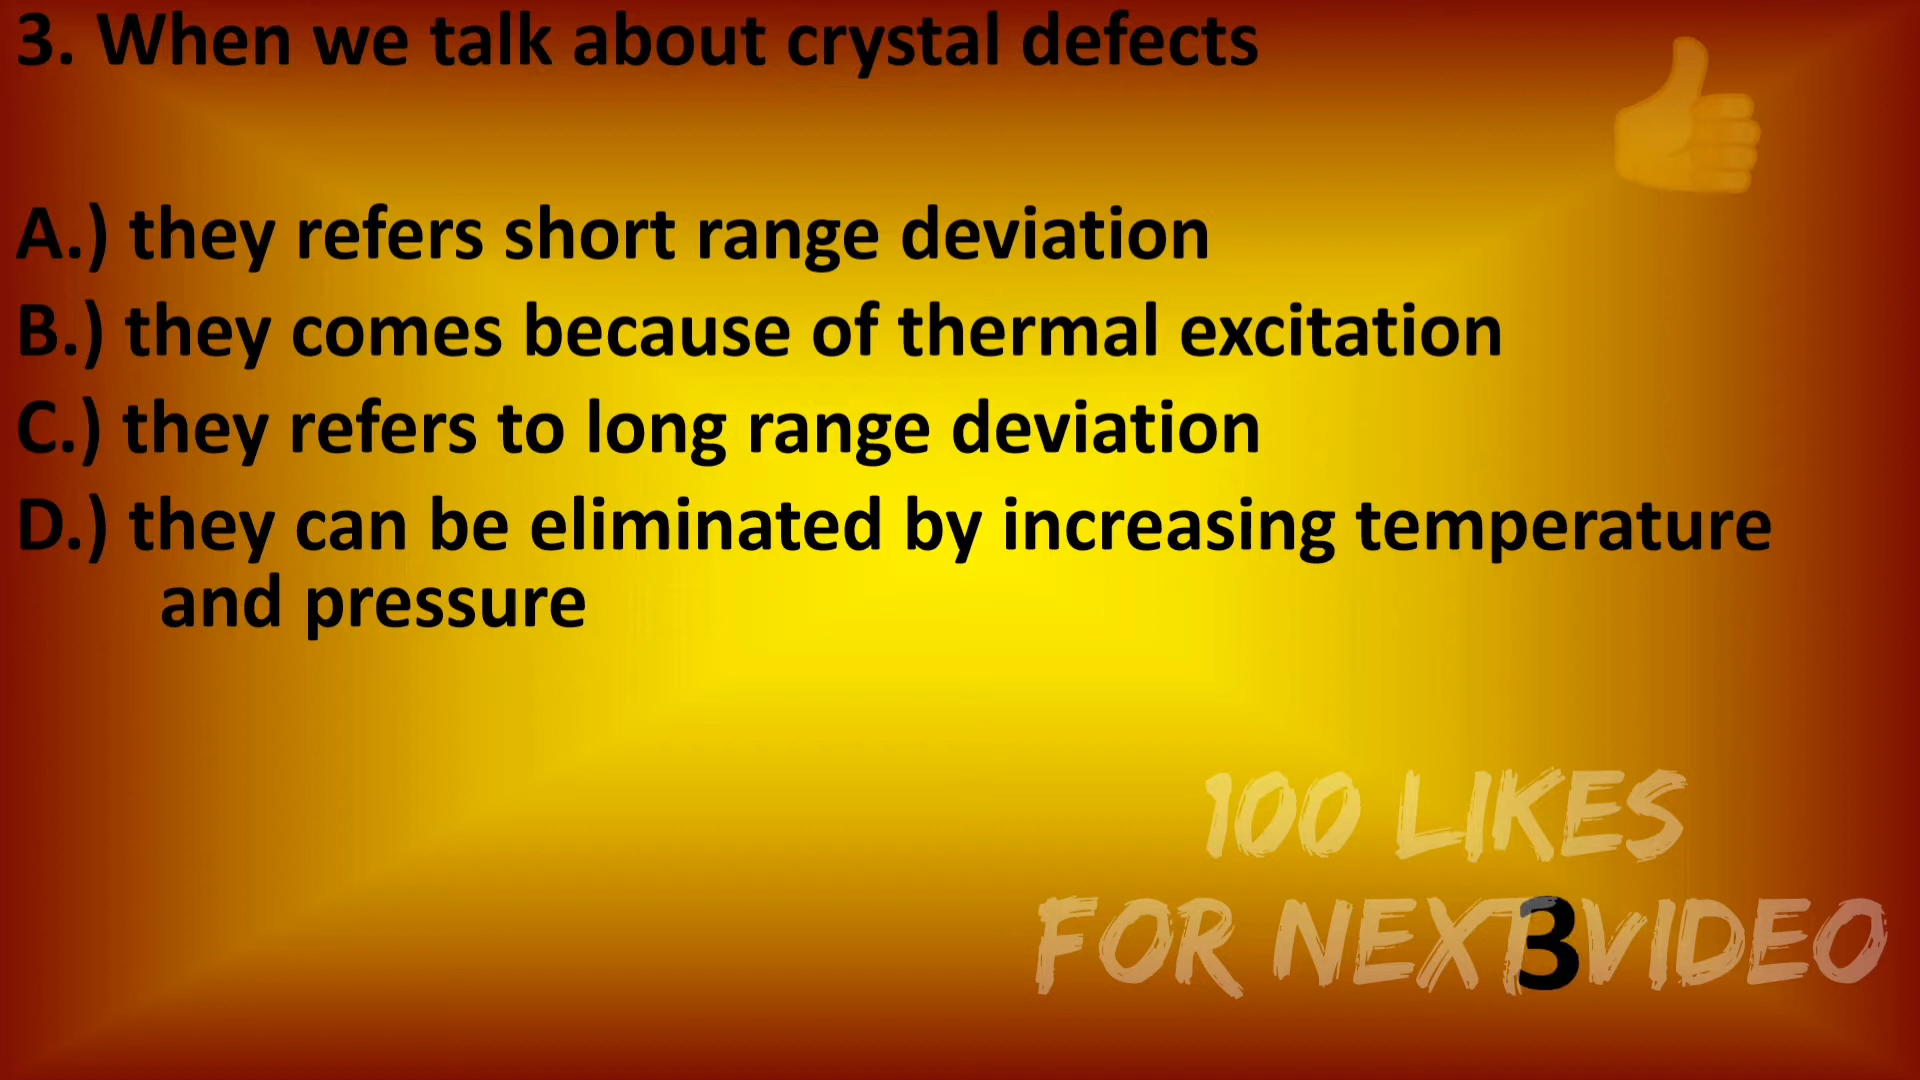 3. When we talk about crystal defects
A.) they refers short range deviation
B.) they comes because of thermal excitation
C.) they refers to long range deviation
D.) they can be eliminated by increasing temperature
and pressure
100 LIKES
FOR NEXT VIDEO
3